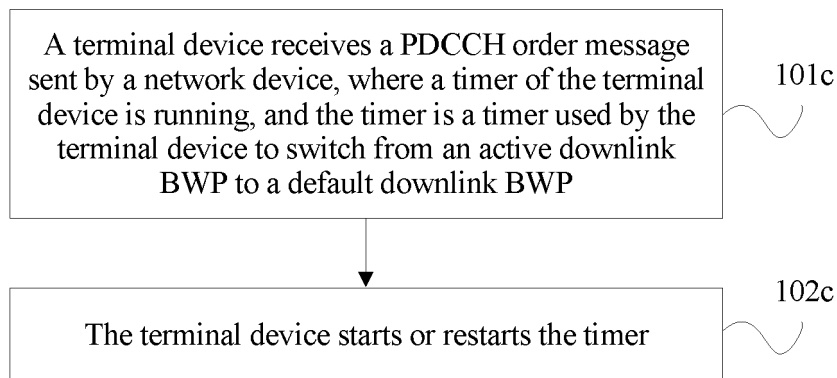 A terminal device receives a PDCCH order message
sent by a network device, where a timer of the terminal
device is running, and the timer is a timer used by the
terminal device to switch from an active downlink
BWP to a default downlink BWP
101c
The terminal device starts or restarts the timer
102c